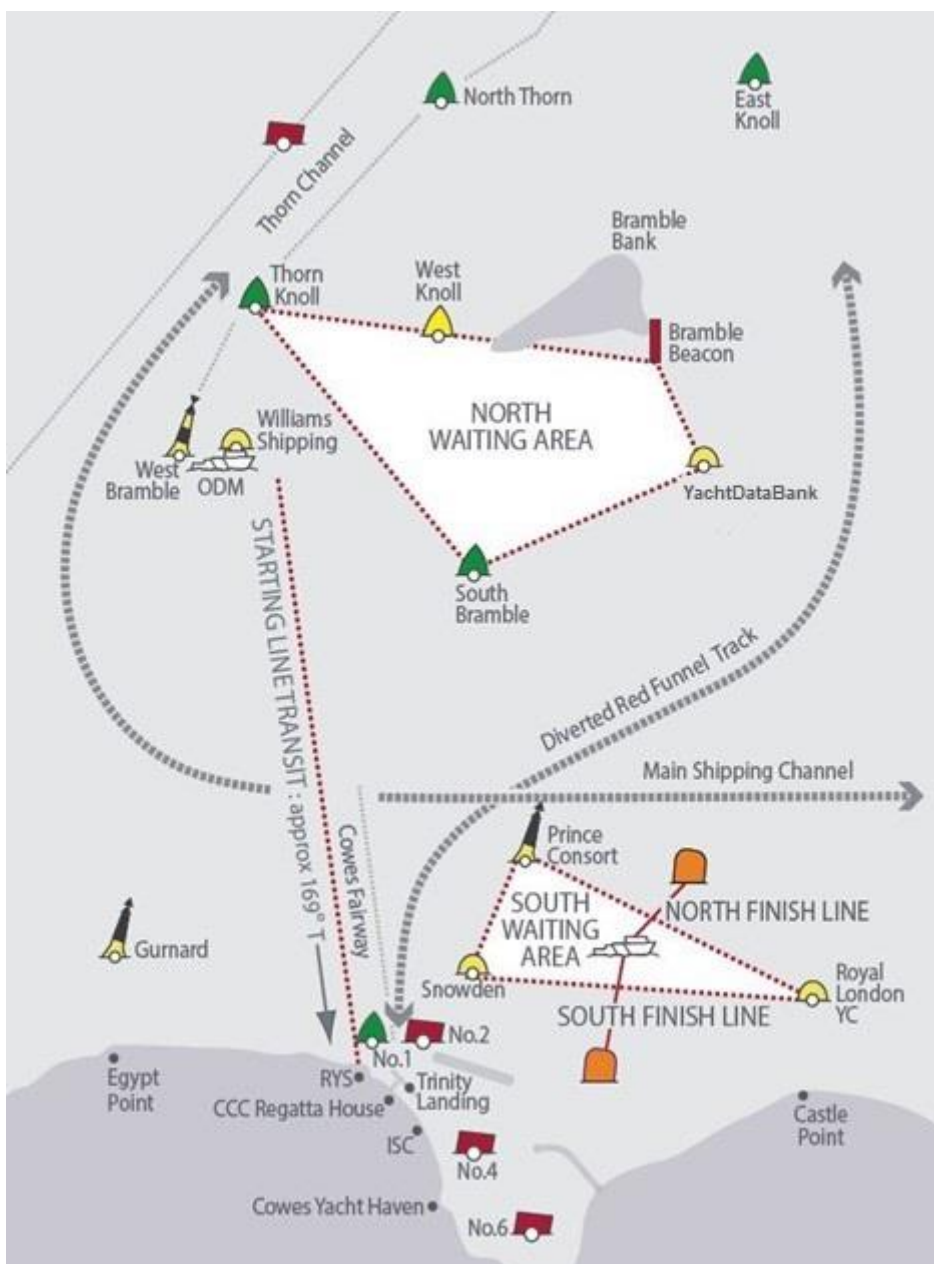 North Thorn
East
Knoll
Thorn Channel
Bramble
Bank
Thorn
Knoll
West
Knoll
Bramble
Beacon
NORTH
WAITING AREA
Williams
Shipping
West
Bramble
ODM
YachtDataBank
South
Bramble
STARTING LINE TRANSIT : approx 169° T
Diverted Red Funnel Track
Main Shipping Channel
Cowes Fairway
Prince
Consort
SOUTH
WAITING
AREA
NORTH FINISH LINE
Gurnard
Snowden
Royal
London
YC
SOUTH FINISH LINE
No.2
No.1
Egypt
Point
RYS
Trinity
Landing
CCC Regatta House
Castle
Point
ISC
No.4
Cowes Yacht Haven
No.6